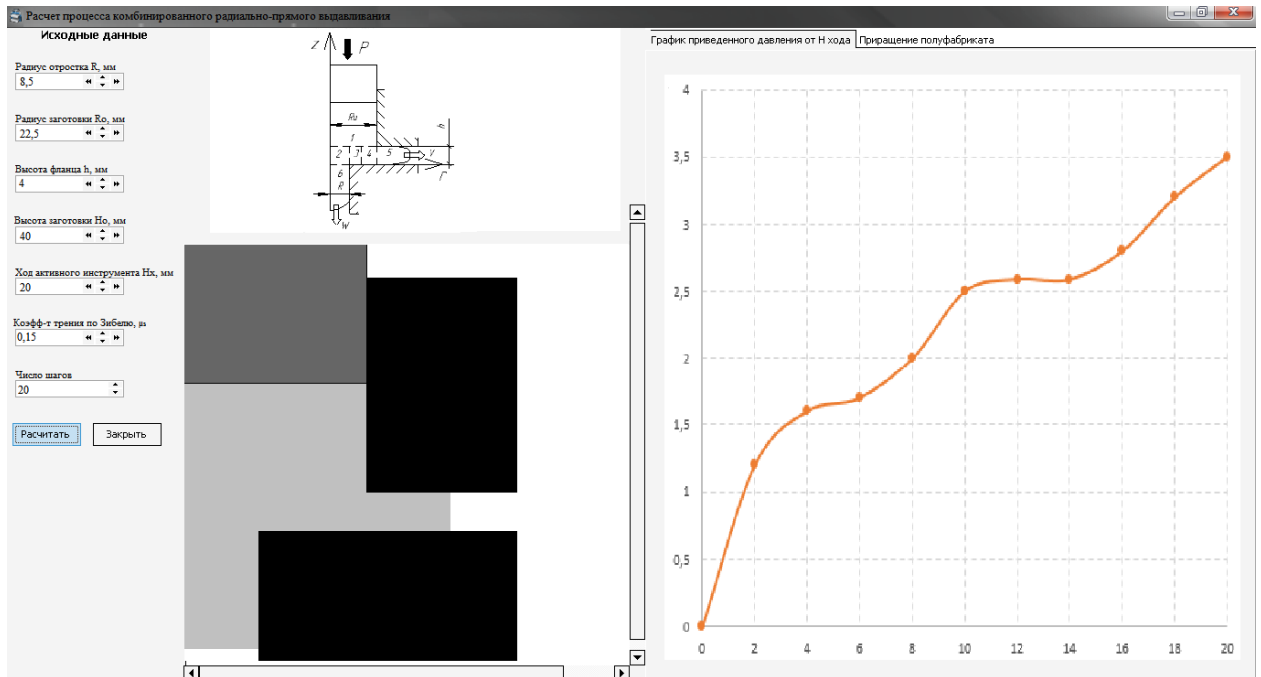 Расчет процесса комбинированного радиально-прямого выдавливания
Исходные данные
Радиус отростка R, мм
8,5
Радиус заготовки Ro, мм
22,5
Высота фланца h, мм
4
Высота заготовки Ho, мм
40
Ход активного инструмента Hx, мм
20
Коэфф-т трения по Зибелю, μs
0,15
Число шагов
20
Расчитать Закрыть
z P
Rи
h
1
2 3 4 5 V
6 r
R
W
График приведенного давления от Н хода Приращение полуфабриката
4
3,5
3
2,5
2
1,5
1
0,5
0
0 2 4 6 8 10 12 14 16 18 20